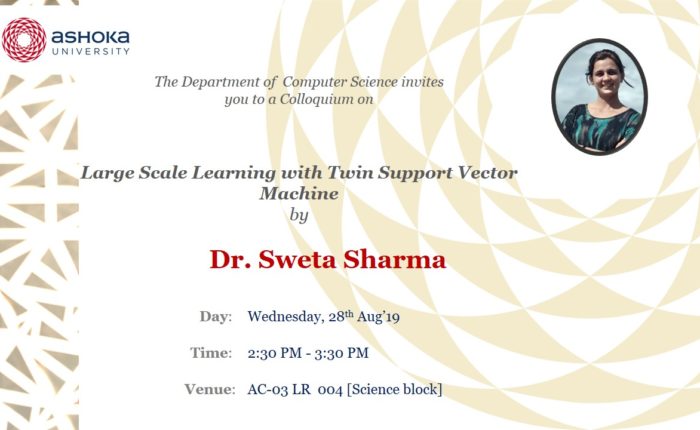 ASHOKA
UNIVERSITY
The Department of Computer Science invites
you to a Colloquium on
Large Scale Learning with Twin Support Vector
Machine
by
Dr. Sweta Sharma
Day: Wednesday, 28th Aug'19
Time: 2:30 PM - 3:30 PM
Venue: AC-03 LR 004 [Science block]